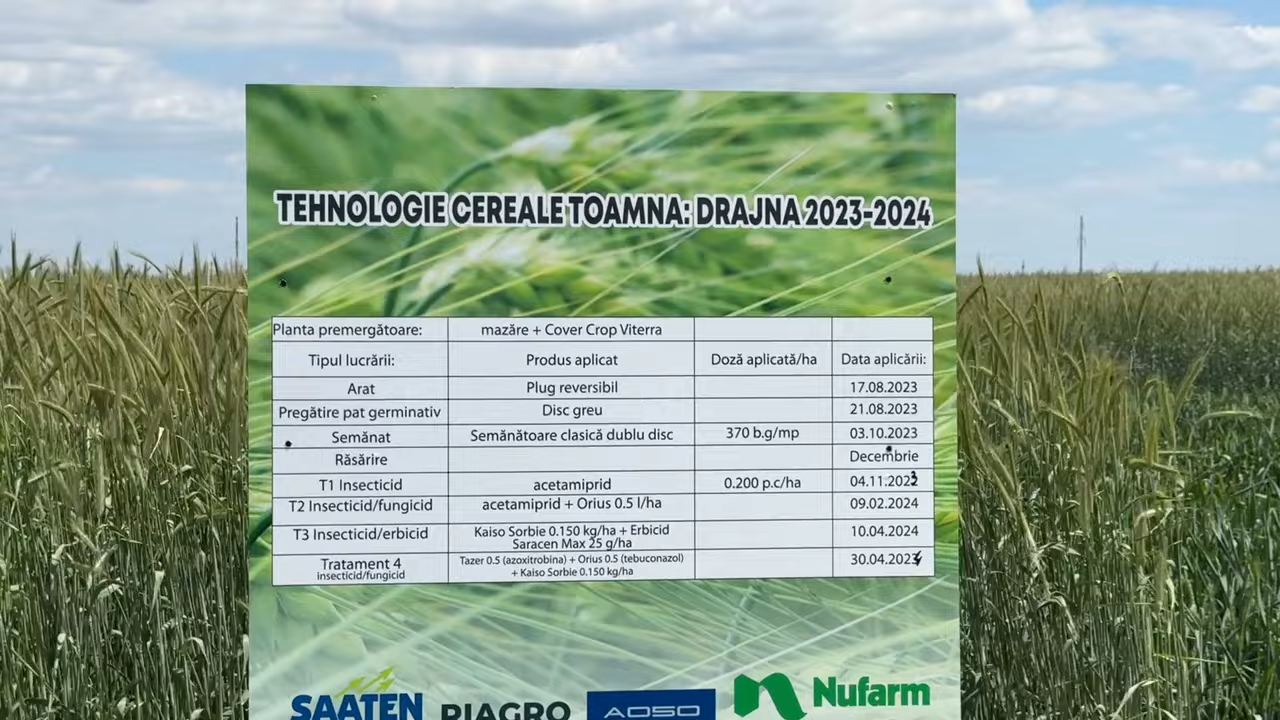 TEHNOLOGIE CEREALE TOAMNA: DRAJNA 2023-2024
Planta premergătoare: mazăre + Cover Crop Viterra
Tipul lucrării: Produs aplicat Doză aplicată/ha Data aplicării:
Arat Plug reversibil 17.08.2023
Pregătire pat germinativ Disc greu 21.08.2023
Semănat Semănătoare clasică dublu disc 370 b.g/mp 03.10.2023
Răsărire Decembrie
T1 Insecticid acetamiprid 0.200 p.c/ha 04.11.2023
T2 Insecticid/fungicid acetamiprid + Orius 0.5 l/ha 09.02.2024
T3 Insecticid/erbicid Kaiso Sorbie 0.150 kg/ha + Erbicid
Saracen Max 25 g/ha 10.04.2024
Tratament 4
insecticid/fungicid Tazer 0.5 (azoxitrobina) + Orius 0.5 (tebuconazol)
+ Kaiso Sorbie 0.150 kg/ha 30.04.2024
SAATEN RIAGRO Nufarm